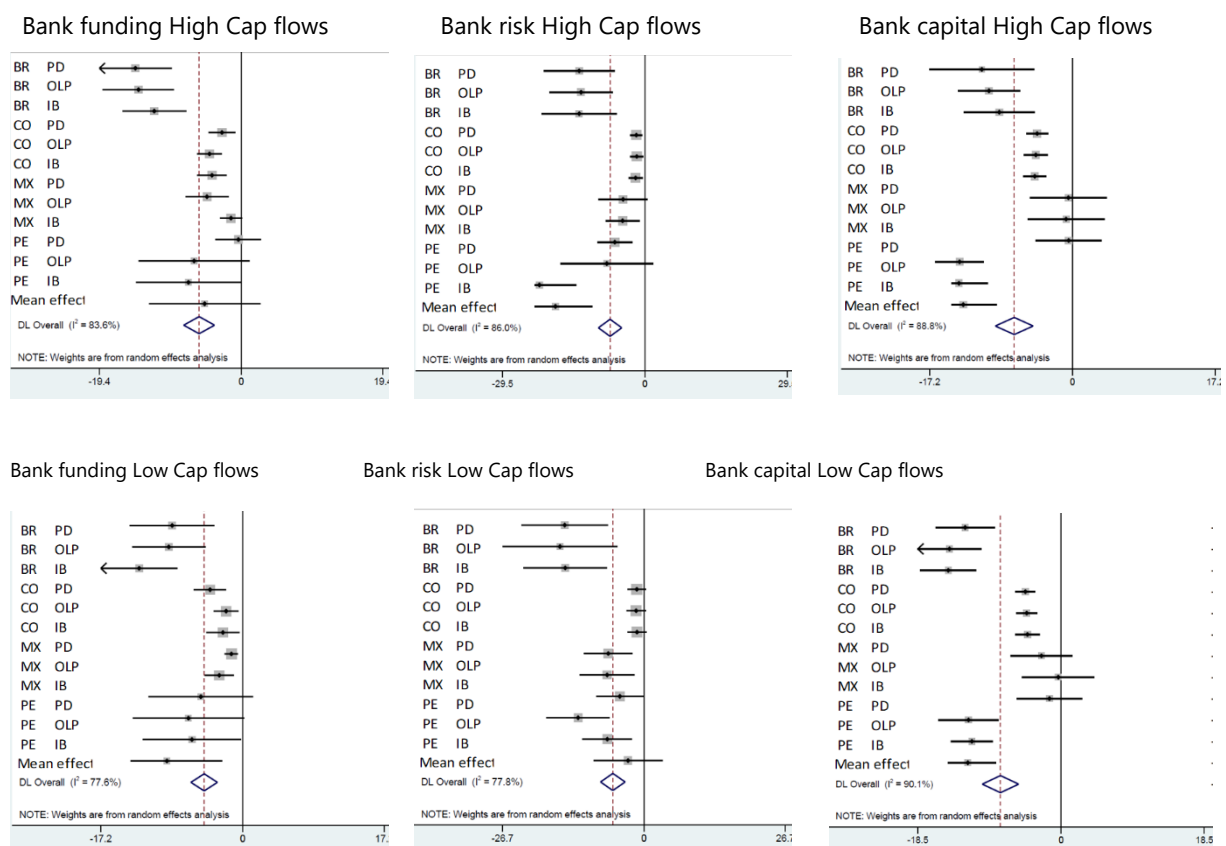 Bank funding High Cap flows
BR PD
BR OLP
BR IB
CO PD
CO OLP
CO IB
MX PD
MX OLP
MX IB
PE PD
PE OLP
PE IB
Mean effect
DL Overall (I² = 83.6%)
NOTE: Weights are from random effects analysis
-19.4 0 19.4
Bank risk High Cap flows
BR PD
BR OLP
BR IB
CO PD
CO OLP
CO IB
MX PD
MX OLP
MX IB
PE PD
PE OLP
PE IB
Mean effect
DL Overall (I² = 86.0%)
NOTE: Weights are from random effects analysis
-29.5 0 29.
Bank capital High Cap flows
BR PD
BR OLP
BR IB
CO PD
CO OLP
CO IB
MX PD
MX OLP
MX IB
PE PD
PE OLP
PE IB
Mean effect
DL Overall (I² = 88.8%)
NOTE: Weights are from random effects analysis
-17.2 0 17.2
Bank funding Low Cap flows
BR PD
BR OLP
BR IB
CO PD
CO OLP
CO IB
MX PD
MX OLP
MX IB
PE PD
PE OLP
PE IB
Mean effect
DL Overall (I² = 77.6%)
NOTE: Weights are from random effects analysis
-17.2 0 17.
Bank risk Low Cap flows
BR PD
BR OLP
BR IB
CO PD
CO OLP
CO IB
MX PD
MX OLP
MX IB
PE PD
PE OLP
PE IB
Mean effect
DL Overall (I² = 77.8%)
NOTE: Weights are from random effects analysis
-26.7 0 26.7
Bank capital Low Cap flows
BR PD
BR OLP
BR IB
CO PD
CO OLP
CO IB
MX PD
MX OLP
MX IB
PE PD
PE OLP
PE IB
Mean effect
DL Overall (I² = 90.1%)
NOTE: Weights are from random effects analysis
-18.5 0 18.5